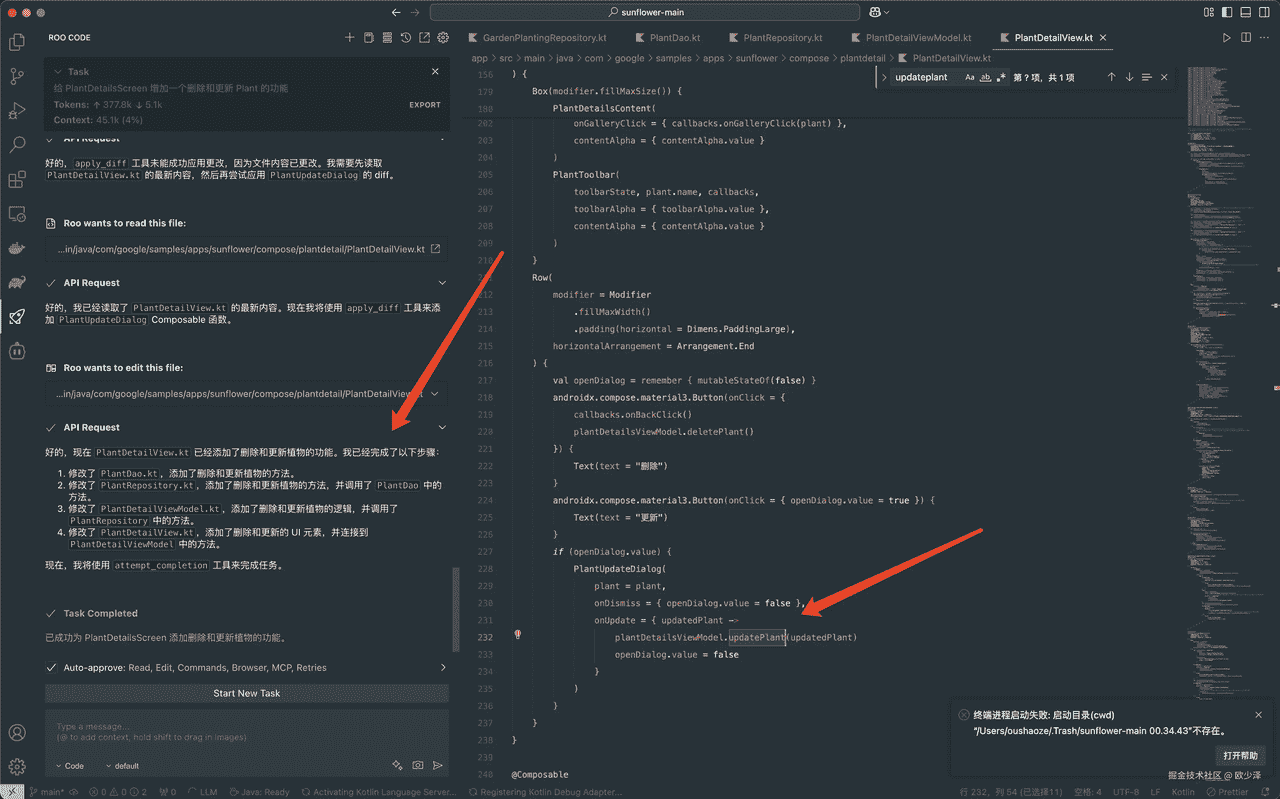 sunflower-main
ROO CODE
Task
给 PlantDetailsScreen 增加一个删除和更新 Plant 的功能
Tokens: ↑ 377.8k ↓ 5.1k
Context: 45.1k (4%)
EXPORT
API Request
好的， apply_diff 工具未能成功应用更改，因为文件内容已更改。我需要先读取
PlantDetailView.kt 的最新内容，然后再尝试应用 PlantUpdateDialog 的 diff。
Roo wants to read this file:
...in/java/com/google/samples/apps/sunflower/compose/plantdetail/PlantDetailView.kt
API Request
好的，我已经读取了 PlantDetailView.kt 的最新内容。现在我将使用 apply_diff 工具来添
加 PlantUpdateDialog Composable 函数。
Roo wants to edit this file:
...in/java/com/google/samples/apps/sunflower/compose/plantdetail/PlantDetailView.kt
API Request
好的，现在 PlantDetailView.kt 已经添加了删除和更新植物的功能。我已经完成了以下步骤：
1. 修改了 PlantDao.kt，添加了删除和更新植物的方法。
2. 修改了 PlantRepository.kt，添加了删除和更新植物的方法，并调用了 PlantDao 中的
方法。
3. 修改了 PlantDetailViewModel.kt，添加了删除和更新植物的逻辑，并调用了
PlantRepository 中的方法。
4. 修改了 PlantDetailView.kt，添加了删除和更新的 UI 元素，并连接到
PlantDetailViewModel 中的方法。
现在，我将使用 attempt_completion 工具来完成任务。
Task Completed
已成功为 PlantDetailsScreen 添加删除和更新植物的功能。
Auto-approve: Read, Edit, Commands, Browser, MCP, Retries
Start New Task
Type a message...
(@ to add context, hold shift to drag in images)
Code
default
GardenPlantingRepository.kt
PlantDao.kt
PlantRepository.kt
PlantDetailViewModel.kt
PlantDetailView.kt
app > src > main > java > com > google > samples > apps > sunflower > compose > plantdetail > PlantDetailView.kt
updateplant
Aa
ab
第 ? 项，共 1 项
156 ) {
179 Box(modifier.fillMaxSize()) {
180 PlantDetailsContent(
202 onGalleryClick = { callbacks.onGalleryClick(plant) },
203 contentAlpha = { contentAlpha.value }
204 )
205 PlantToolbar(
206 toolbarState, plant.name, callbacks,
207 toolbarAlpha = { toolbarAlpha.value },
208 contentAlpha = { contentAlpha.value }
209 )
210 }
Row(
212 modifier = Modifier
213 .fillMaxWidth()
214 .padding(horizontal = Dimens.PaddingLarge),
215 horizontalArrangement = Arrangement.End
216 ) {
217 val openDialog = remember { mutableStateOf(false) }
218 androidx.compose.material3.Button(onClick = {
219 callbacks.onBackClick()
220 plantDetailsViewModel.deletePlant()
221 }) {
222 Text(text = "删除")
223 }
224 androidx.compose.material3.Button(onClick = { openDialog.value = true }) {
225 Text(text = "更新")
226 }
227 if (openDialog.value) {
228 PlantUpdateDialog(
229 plant = plant,
230 onDismiss = { openDialog.value = false },
231 onUpdate = { updatedPlant ->
232 plantDetailsViewModel.updatePlant(updatedPlant)
233 openDialog.value = false
234 }
235 )
236 }
237 }
238 }
239
240 @Composable
终端进程启动失败: 启动目录(cwd)
"/Users/oushaoze/.Trash/sunflower-main 00.34.43"不存在。
打开帮助
掘金技术社区 @ 欧少泽
main*
0 0 2
0
LLM
Java: Ready
Activating Kotlin Language Server...
Registering Kotlin Debug Adapter...
行 232，列 54 (已选择11)
空格: 4
UTF-8
LF
Kotlin
Prettier